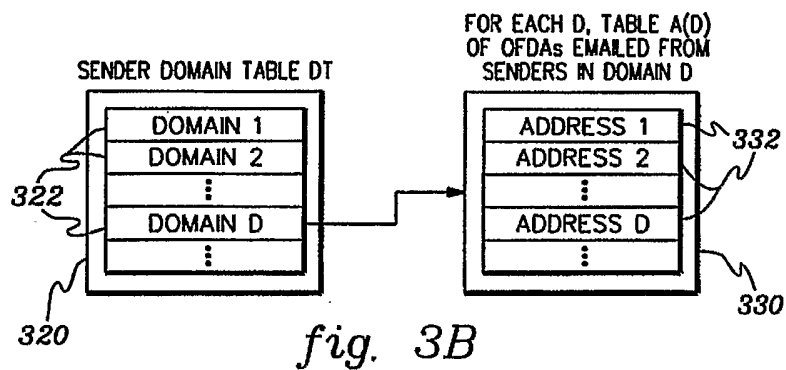 SENDER DOMAIN TABLE DT
DOMAIN 1
DOMAIN 2
⋮
DOMAIN D
⋮
322
320
FOR EACH D, TABLE A(D)
OF OFDAs EMAILED FROM
SENDERS IN DOMAIN D
ADDRESS 1
ADDRESS 2
⋮
ADDRESS D
⋮
332
330
fig. 3B